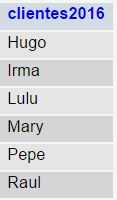 clientes2016
Hugo
Irma
Lulu
Mary
Pepe
Raul